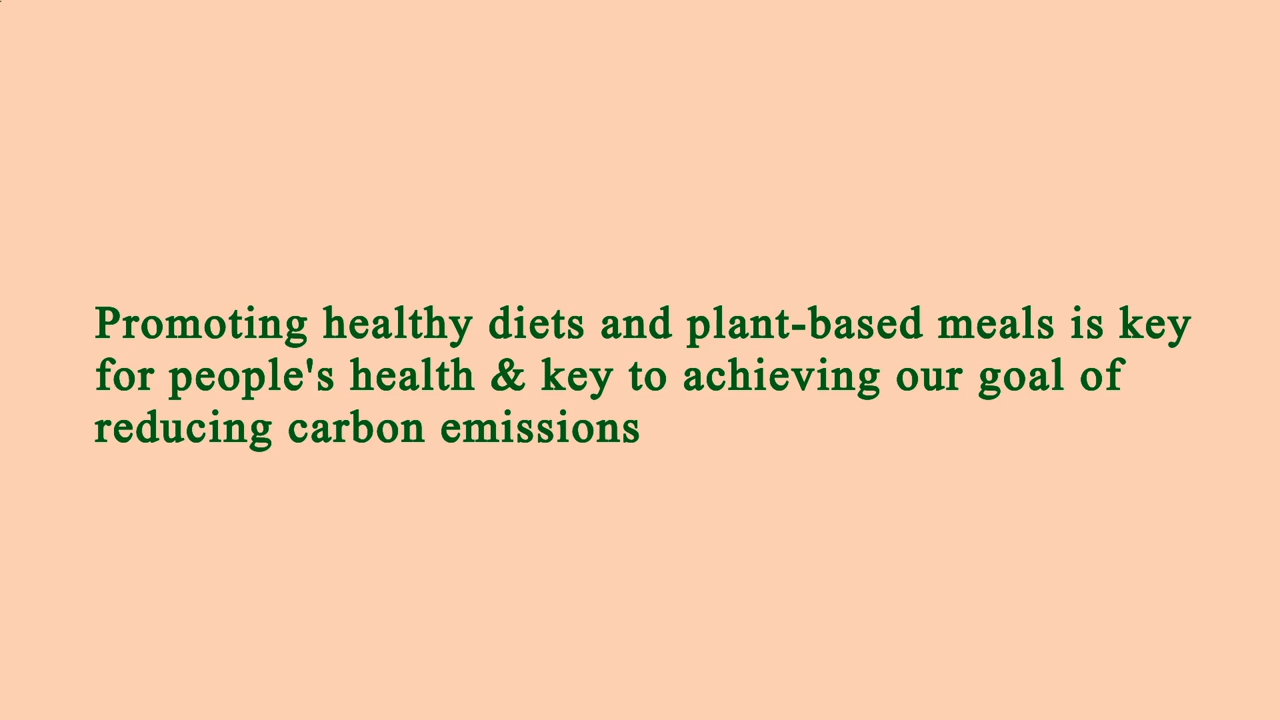 Promoting healthy diets and plant-based meals is key
for people's health & key to achieving our goal of
reducing carbon emissions